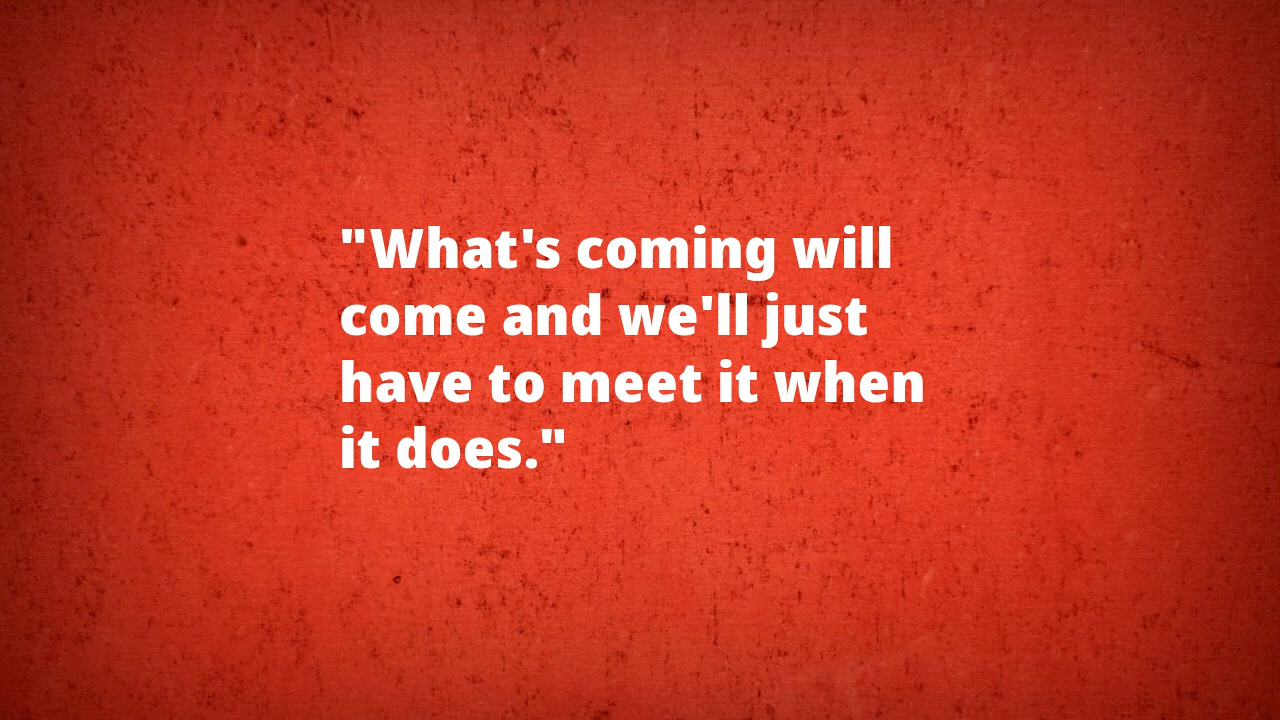 "What's coming will
come and we'll just
have to meet it when
it does."